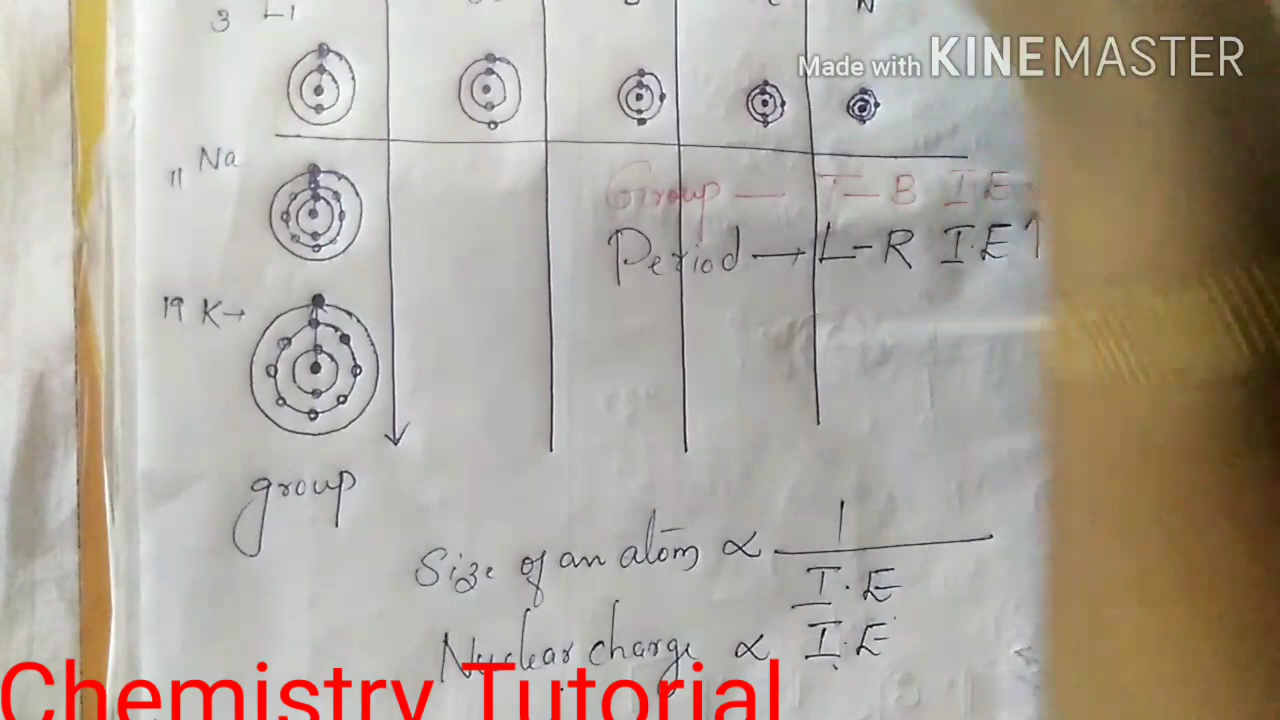 3 Li N
Made with KINEMASTER
11 Na
Group — T-B I.E
Period → L-R I.E↑
19 K→
group
Size of an atom ∝ 1
I.E
Nuclear charge ∝ I.E
Chemistry Tutorial